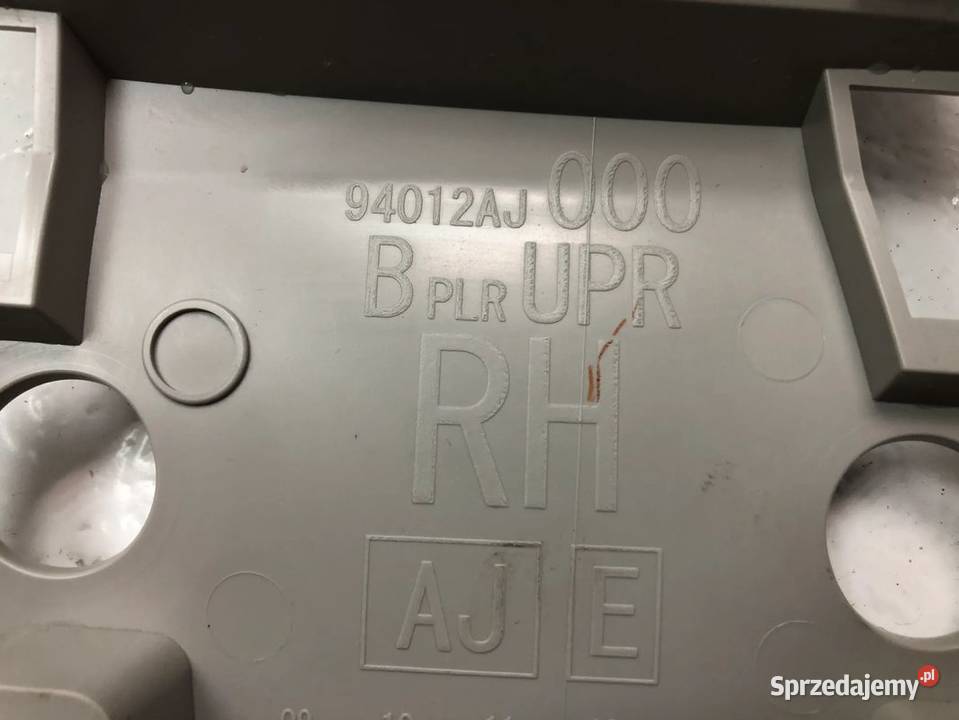 94012AJ 000
B PLR UPR
RH
AJ E
Sprzedajemy.pl